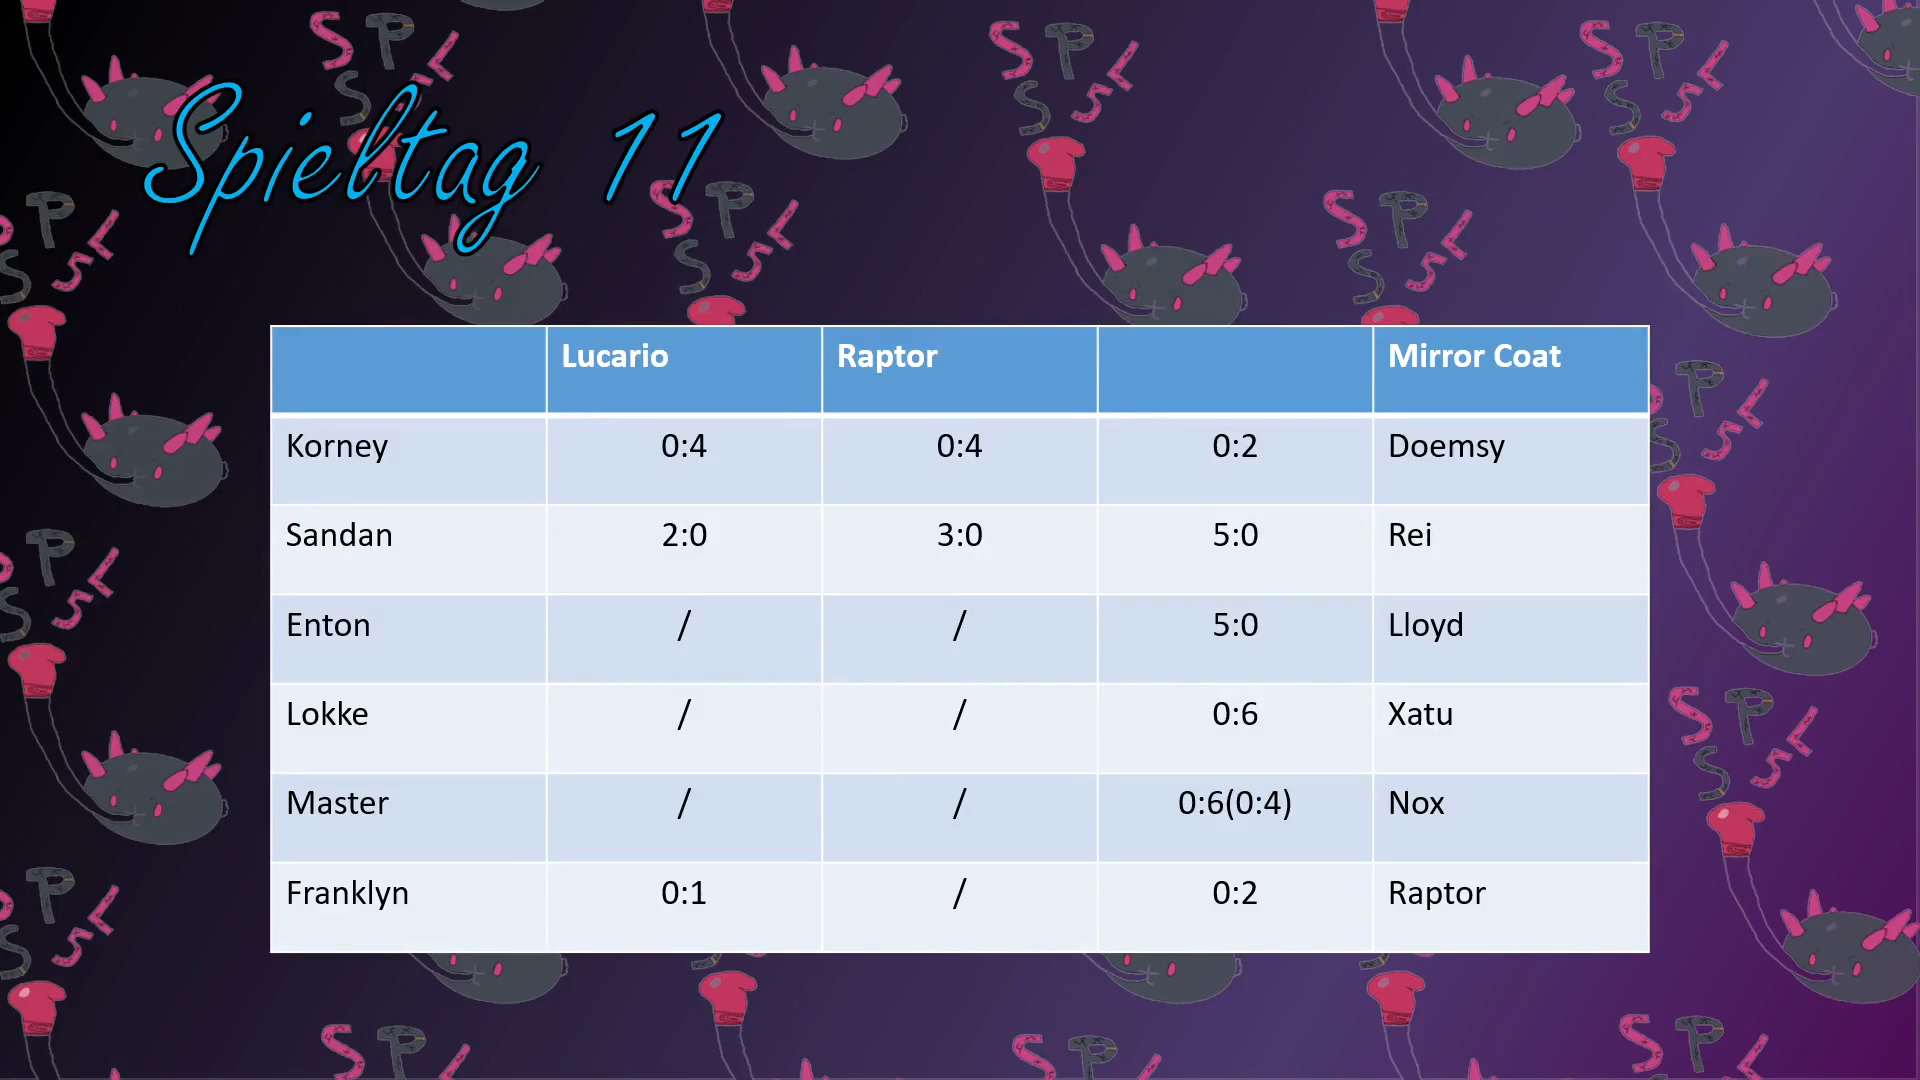 Spieltag 11
Lucario Raptor Mirror Coat
Korney 0:4 0:4 0:2 Doemsy
Sandan 2:0 3:0 5:0 Rei
Enton / / 5:0 Lloyd
Lokke / / 0:6 Xatu
Master / / 0:6(0:4) Nox
Franklyn 0:1 / 0:2 Raptor
SPL
S5